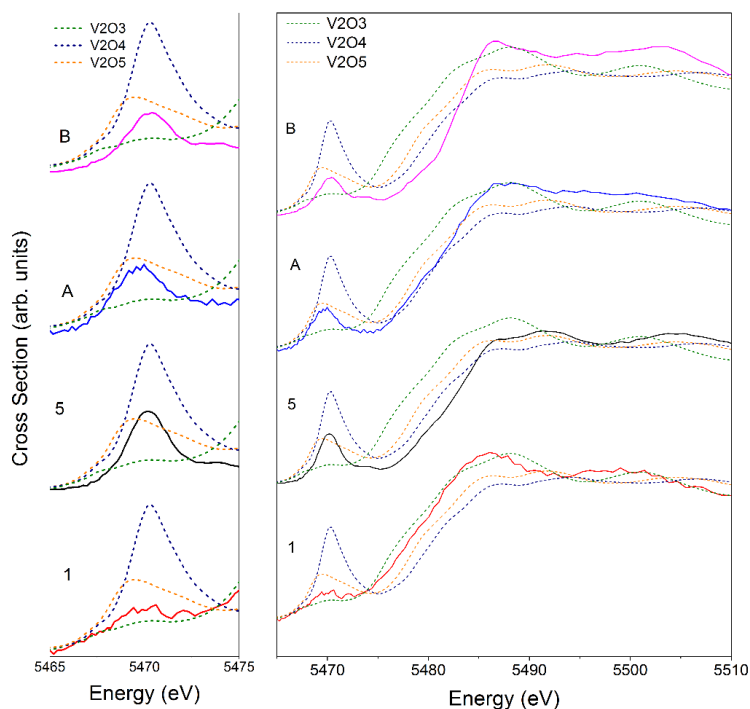 V2O3
V2O4
V2O5
B
A
5
1
Cross Section (arb. units)
5465 5470 5475
Energy (eV)
V2O3
V2O4
V2O5
B
A
5
1
5470 5480 5490 5500 5510
Energy (eV)